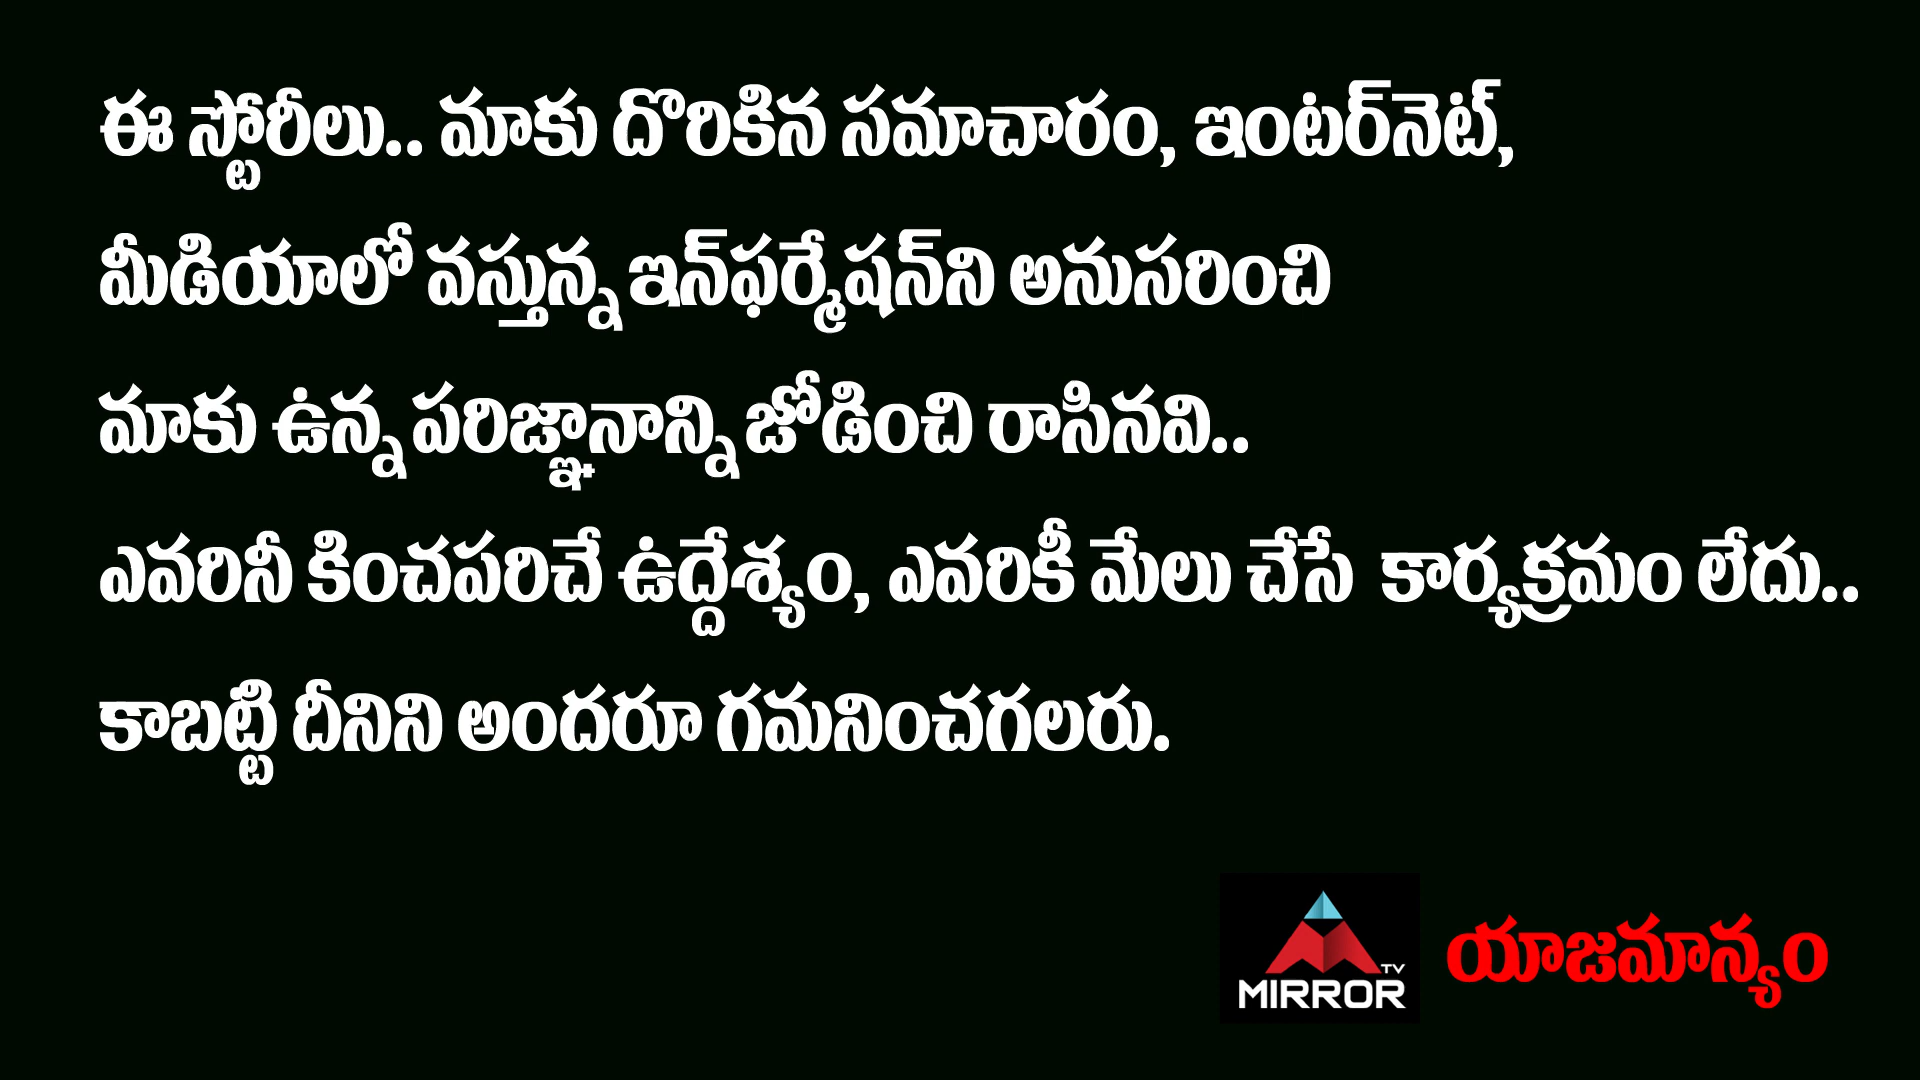 ఈ స్టోరీలు.. మాకు దొరికిన సమాచారం, ఇంటర్‌నెట్,
మీడియాలో వస్తున్న ఇన్‌ఫర్మేషన్‌ని అనుసరించి
మాకు ఉన్న పరిజ్ఞానాన్ని జోడించి రాసినవి..
ఎవరినీ కించపరిచే ఉద్దేశ్యం, ఎవరికీ మేలు చేసే కార్యక్రమం లేదు..
కాబట్టి దీనిని అందరూ గమనించగలరు.
TV
MIRROR
యాజమాన్యం